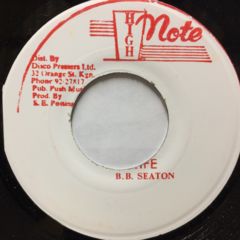 HIGH Note
Dist. By
Disco Pressers Ltd.
32 Orange St. Kgn.
Phone 92-27817
Pub. Push Music
Prod. By
S. E. Pottinger
B.B. SEATON